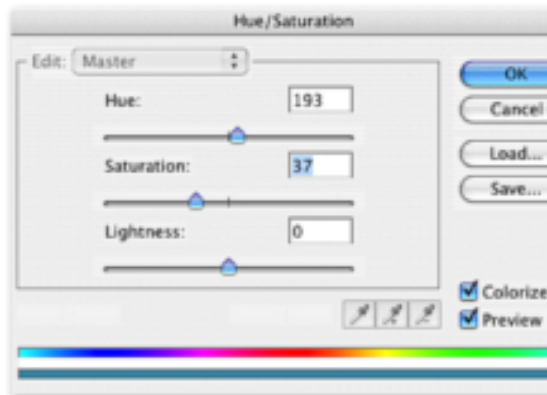 Hue/Saturation
Edit: Master
OK
Hue: 193
Cancel
Saturation: 37
Load...
Save...
Lightness: 0
Colorize
Preview